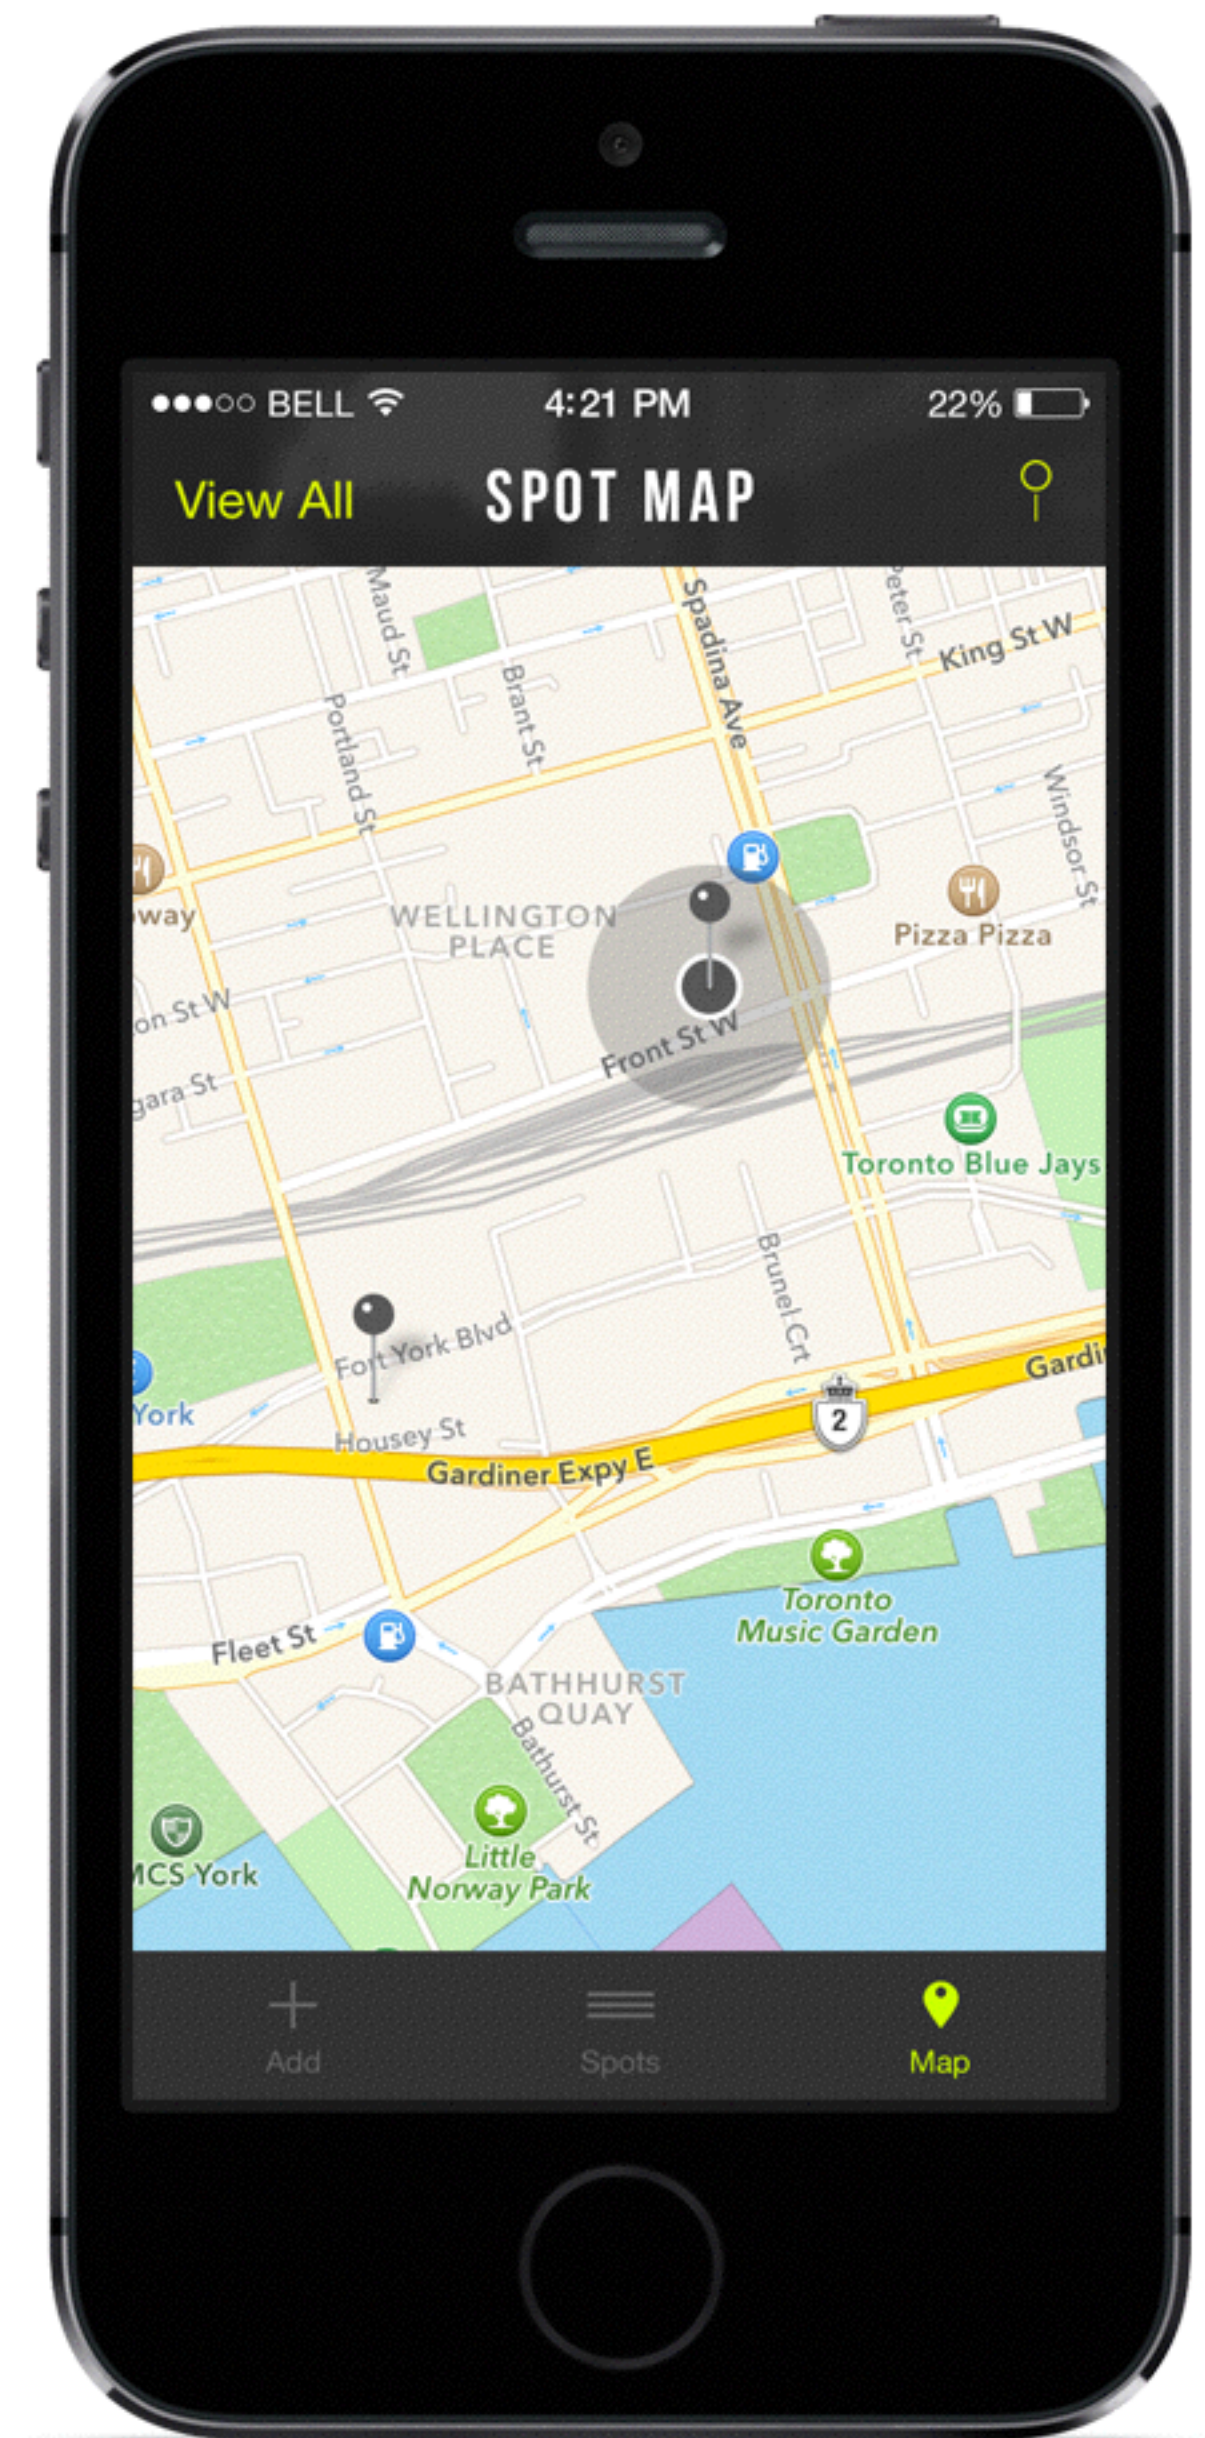 BELL 4:21 PM 22%
View All SPOT MAP
Maud St
Spadina Ave
Peter St
King St W
Brant St
Portland St
Windsor St
way
WELLINGTON
PLACE
Pizza Pizza
on St W
Front St W
gara St
Toronto Blue Jays
Brunel Crt
Fort York Blvd
Gardi
York
2
Housey St
Gardiner Expy E
Toronto
Music Garden
Fleet St
BATHHURST
QUAY
Bathurst St
Little
Norway Park
MCS York
Add Spots Map